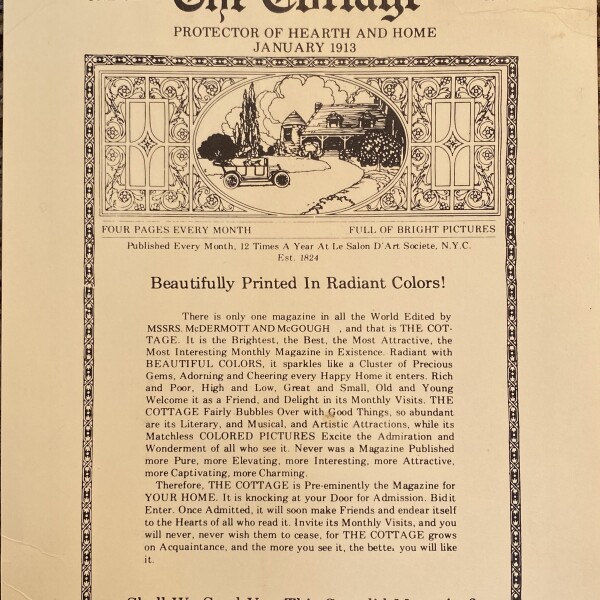 The Cottage
PROTECTOR OF HEARTH AND HOME
JANUARY 1913
FOUR PAGES EVERY MONTH
FULL OF BRIGHT PICTURES
Published Every Month, 12 Times A Year At Le Salon D'Art Societe, N.Y.C.
Est. 1824
Beautifully Printed In Radiant Colors!
There is only one magazine in all the World Edited by
MSSRS. McDERMOTT AND McGOUGH , and that is THE COT-
TAGE. It is the Brightest, the Best, the Most Attractive, the
Most Interesting Monthly Magazine in Existence. Radiant with
BEAUTIFUL COLORS, it sparkles like a Cluster of Precious
Gems, Adorning and Cheering every Happy Home it enters. Rich
and Poor, High and Low, Great and Small, Old and Young
Welcome it as a Friend, and Delight in its Monthly Visits. THE
COTTAGE Fairly Bubbles Over with Good Things, so abundant
are its Literary, and Musical, and Artistic Attractions, while its
Matchless COLORED PICTURES Excite the Admiration and
Wonderment of all who see it. Never was a Magazine Published
more Pure, more Elevating, more Interesting, more Attractive,
more Captivating, more Charming.
Therefore, THE COTTAGE is Pre-eminently the Magazine for
YOUR HOME. It is knocking at your Door for Admission. Bid it
Enter. Once Admitted, it will soon make Friends and endear itself
to the Hearts of all who read it. Invite its Monthly Visits, and you
will never, never wish them to cease, for THE COTTAGE grows
on Acquaintance, and the more you see it, the better you will like
it.